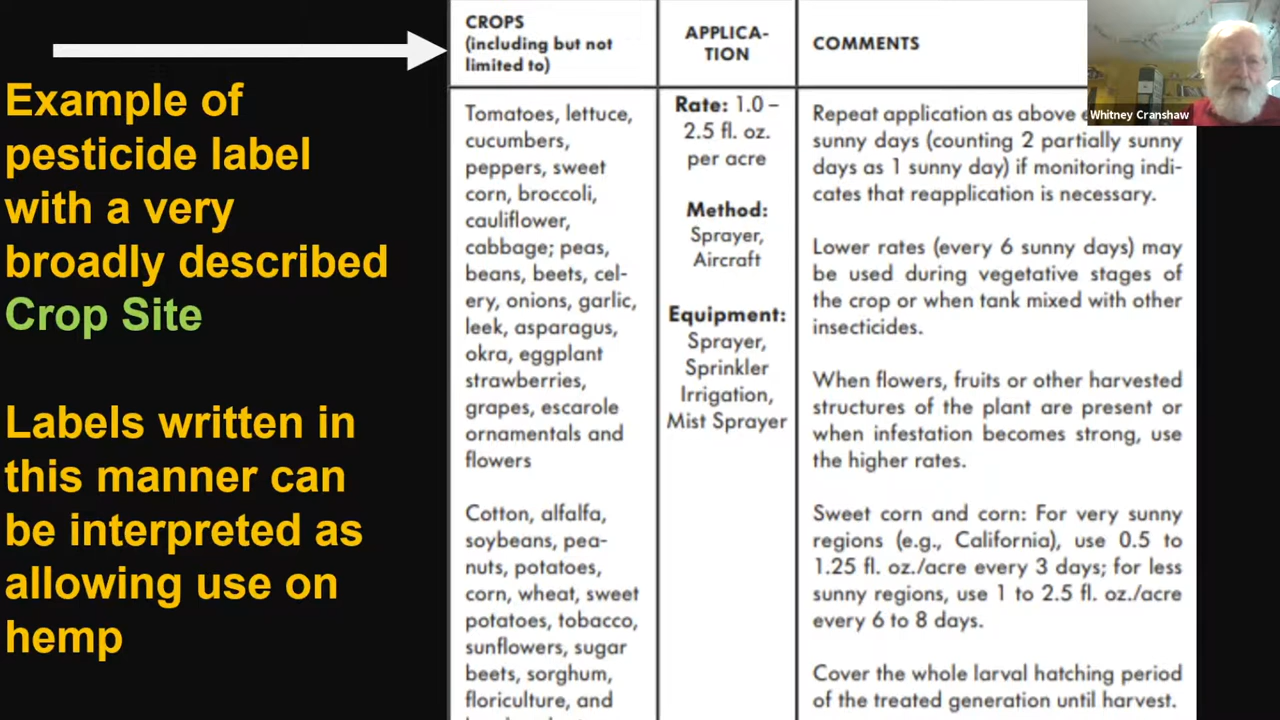 Example of
pesticide label
with a very
broadly described
Crop Site
Labels written in
this manner can
be interpreted as
allowing use on
hemp
CROPS
(including but not
limited to)
Tomatoes, lettuce,
cucumbers,
peppers, sweet
corn, broccoli,
cauliflower,
cabbage; peas,
beans, beets, cel-
ery, onions, garlic,
leek, asparagus,
okra, eggplant
strawberries,
grapes, escarole
ornamentals and
flowers
Cotton, alfalfa,
soybeans, pea-
nuts, potatoes,
corn, wheat, sweet
potatoes, tobacco,
sunflowers, sugar
beets, sorghum,
floriculture, and
APPLICA-
TION
Rate: 1.0 –
2.5 fl. oz.
per acre
Method:
Sprayer,
Aircraft
Equipment:
Sprayer,
Sprinkler
Irrigation,
Mist Sprayer
COMMENTS
Repeat application as above
sunny days (counting 2 partially sunny
days as 1 sunny day) if monitoring indi-
cates that reapplication is necessary.
Lower rates (every 6 sunny days) may
be used during vegetative stages of
the crop or when tank mixed with other
insecticides.
When flowers, fruits or other harvested
structures of the plant are present or
when infestation becomes strong, use
the higher rates.
Sweet corn and corn: For very sunny
regions (e.g., California), use 0.5 to
1.25 fl. oz./acre every 3 days; for less
sunny regions, use 1 to 2.5 fl. oz./acre
every 6 to 8 days.
Cover the whole larval hatching period
of the treated generation until harvest.
Whitney Cranshaw